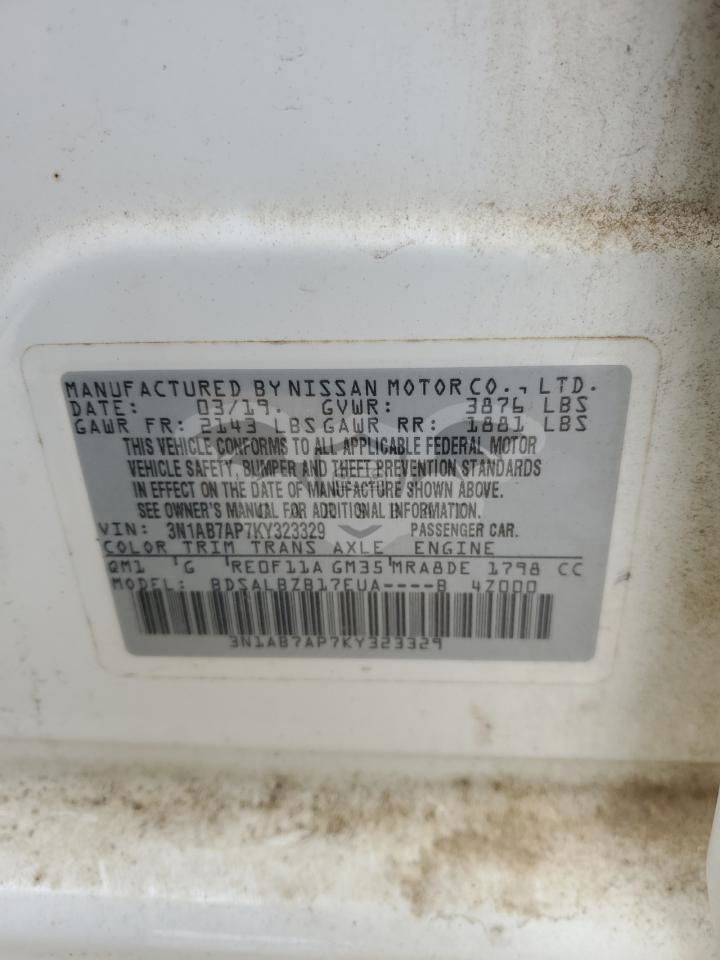 MANUFACTURED BY NISSAN MOTOR CO., LTD.
DATE: 03/19. GVWR: 3876 LBS
GAWR FR: 2143 LBS GAWR RR: 1881 LBS
THIS VEHICLE CONFORMS TO ALL APPLICABLE FEDERAL MOTOR
VEHICLE SAFETY, BUMPER AND THEFT PREVENTION STANDARDS
IN EFFECT ON THE DATE OF MANUFACTURE SHOWN ABOVE.
SEE OWNER'S MANUAL FOR ADDITIONAL INFORMATION.
VIN: 3N1AB7AP7KY323329 PASSENGER CAR.
COLOR TRIM TRANS AXLE ENGINE
QM1 G RE0F11A GM35 MRA8DE 1798 CC
MODEL: BDSALBZB17EUA----B 4Z000
3N1AB7AP7KY323329